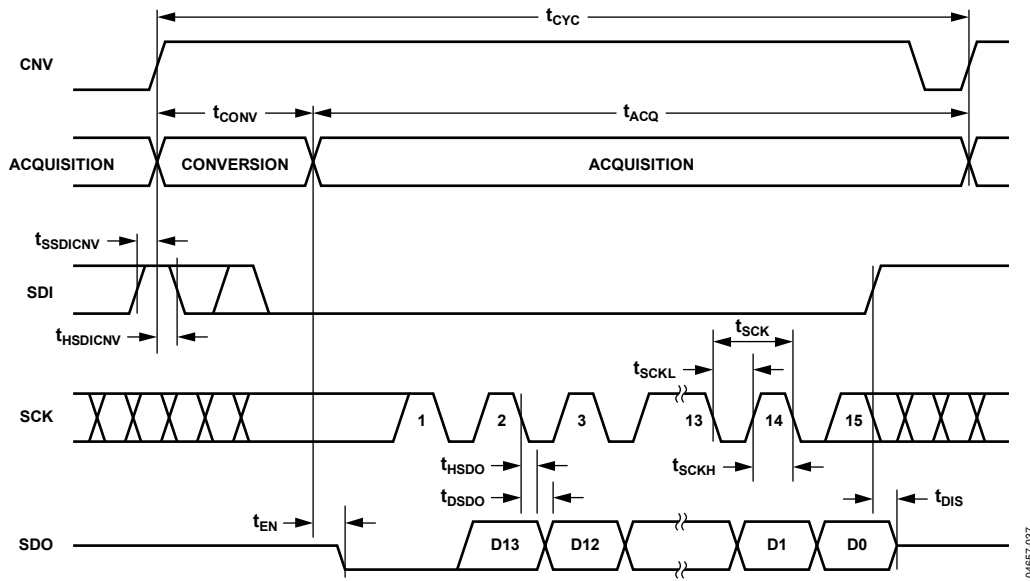 tCYC
CNV
tCONV
tACQ
ACQUISITION
CONVERSION
ACQUISITION
tSSDICNV
SDI
tHSDICNV
tSCK
tSCKL
SCK
1
2
3
13
14
15
tHSDO
tSCKH
tDSDO
tEN
tDIS
SDO
D13
D12
D1
D0
04657-037